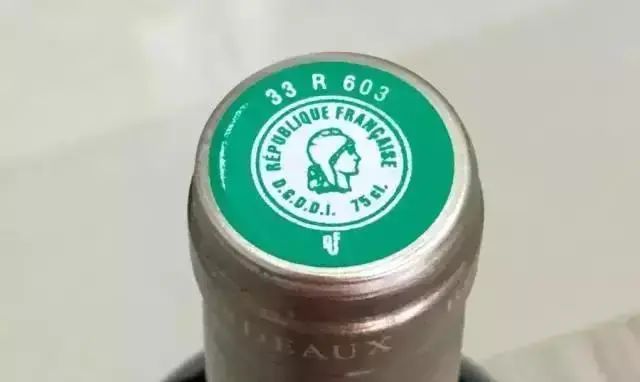 33 R 603
RÉPUBLIQUE FRANÇAISE
D.G.D.D.I. 75 cl.